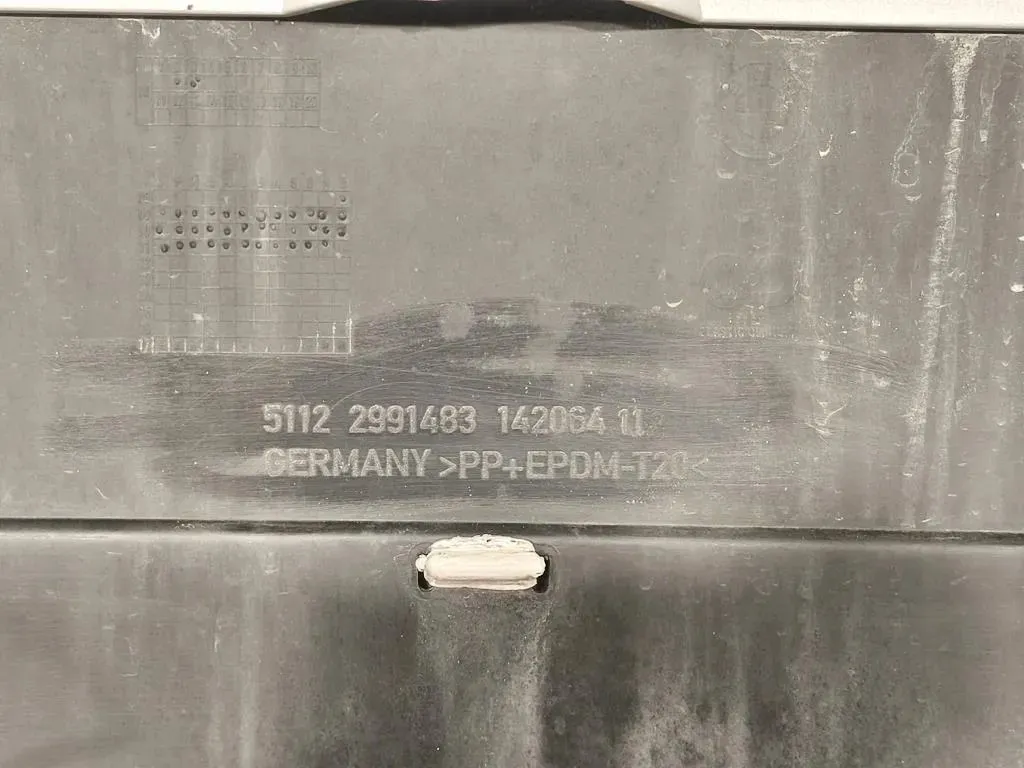 5112 2991483 142064 11
GERMANY >PP+EPDM-T20<